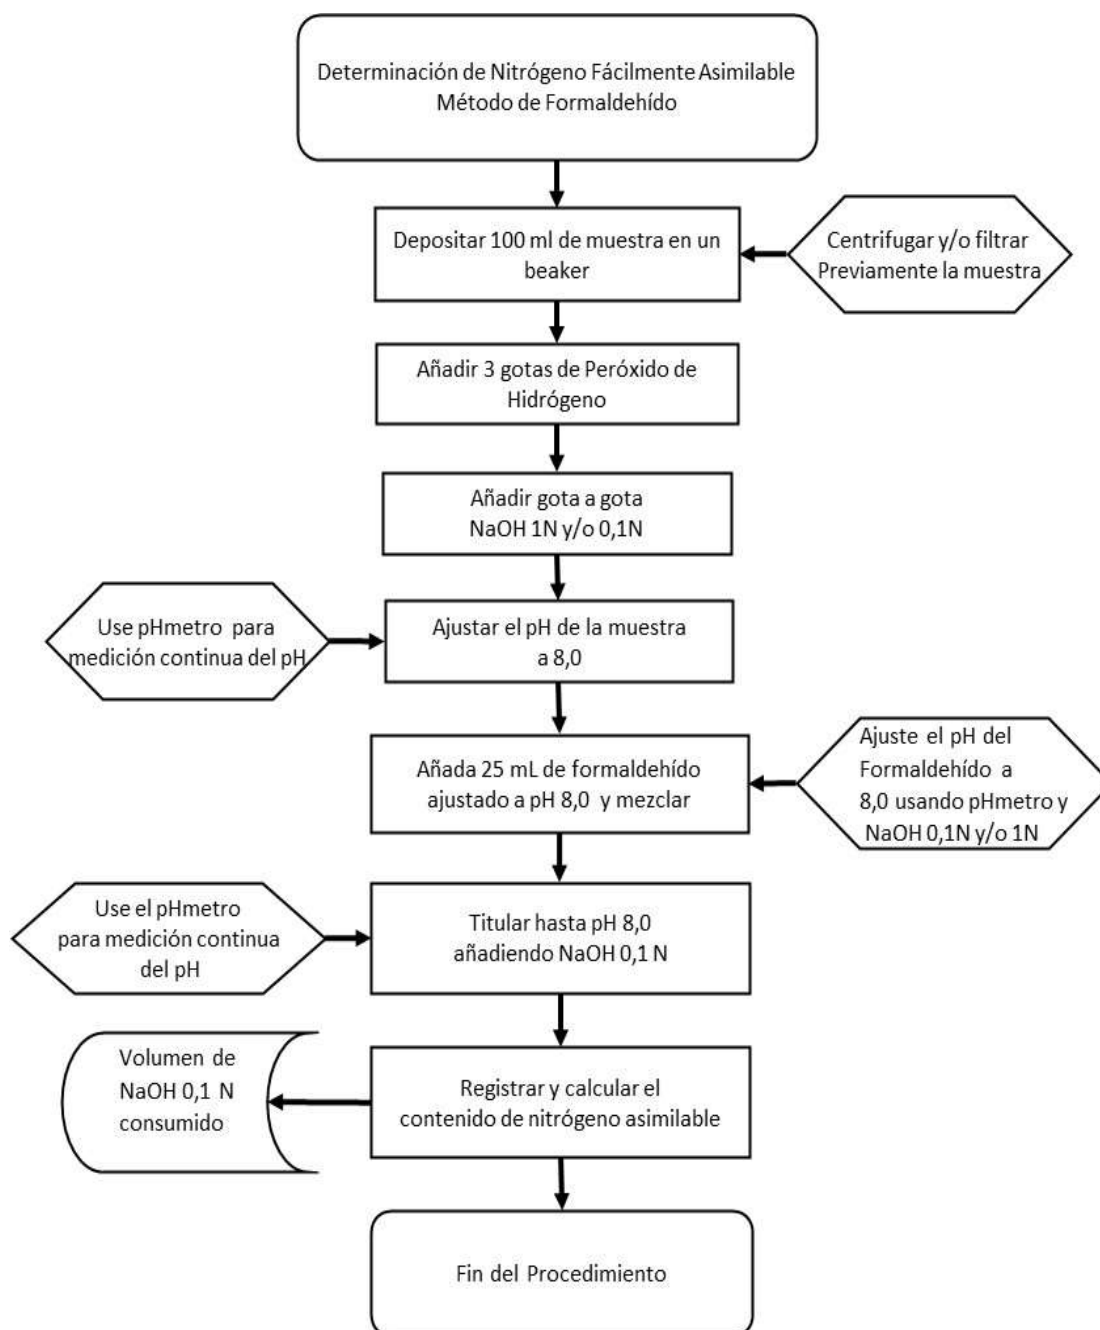 Determinación de Nitrógeno Fácilmente Asimilable
Método de Formaldehído
Depositar 100 ml de muestra en un
beaker
Centrifugar y/o filtrar
Previamente la muestra
Añadir 3 gotas de Peróxido de
Hidrógeno
Añadir gota a gota
NaOH 1N y/o 0,1N
Use pHmetro para
medición continua del pH
Ajustar el pH de la muestra
a 8,0
Añada 25 mL de formaldehído
ajustado a pH 8,0 y mezclar
Ajuste el pH del
Formaldehído a
8,0 usando pHmetro y
NaOH 0,1N y/o 1N
Use el pHmetro
para medición continua
del pH
Titular hasta pH 8,0
añadiendo NaOH 0,1 N
Volumen de
NaOH 0,1 N
consumido
Registrar y calcular el
contenido de nitrógeno asimilable
Fin del Procedimiento